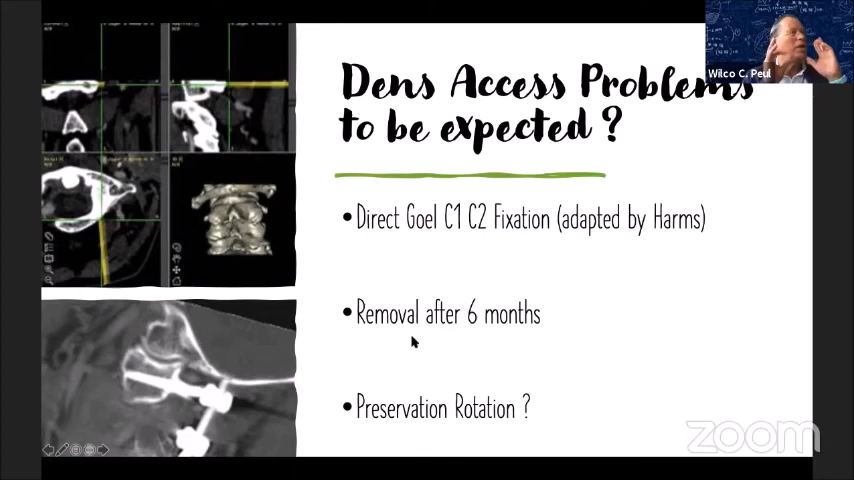 Wilco C. Peul
Dens Access Problems
to be expected ?
•Direct Goel C1 C2 Fixation (adapted by Harms)
•Removal after 6 months
•Preservation Rotation ?
zoom